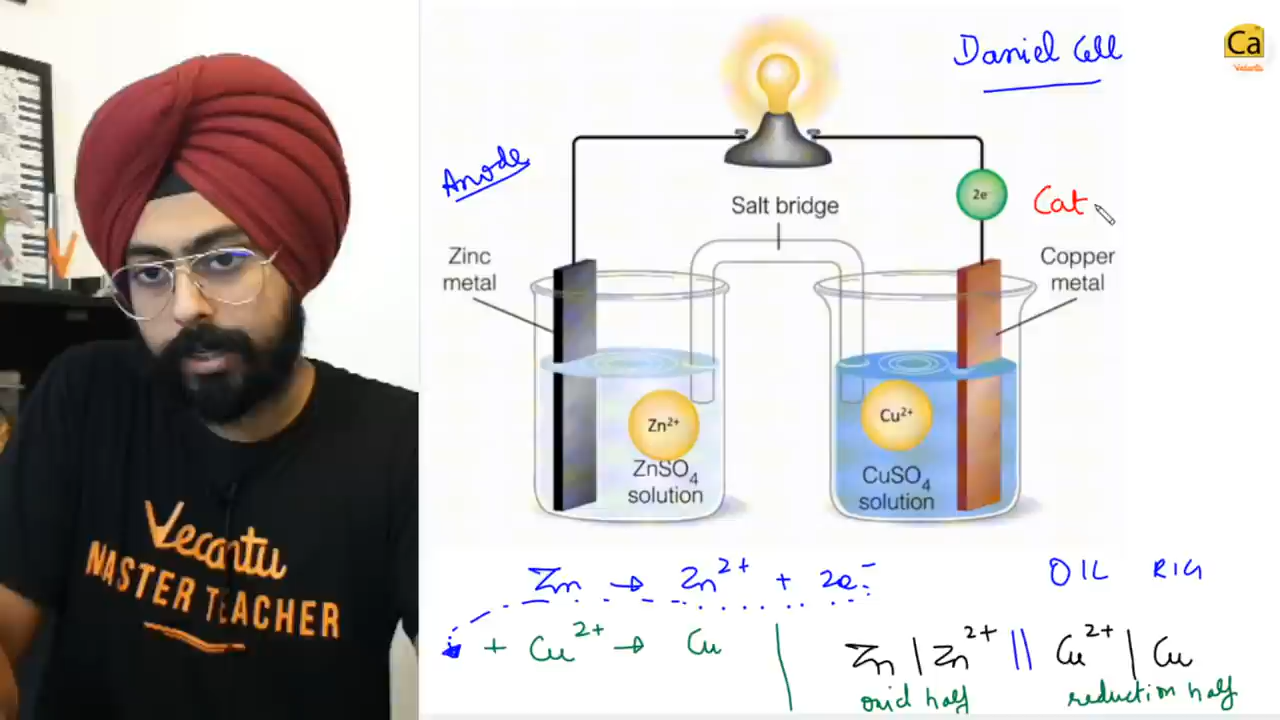 Daniel Cell
Ca
Vedantu
Anode
2e⁻
Cat
Salt bridge
Zinc
metal
Copper
metal
Zn²⁺
ZnSO₄
solution
Cu²⁺
CuSO₄
solution
V
Vedantu
MASTER TEACHER
Zn → Zn²⁺ + 2e⁻
OIL RIG
+ Cu²⁺ → Cu
Zn | Zn²⁺ || Cu²⁺ | Cu
oxid half
reduction half